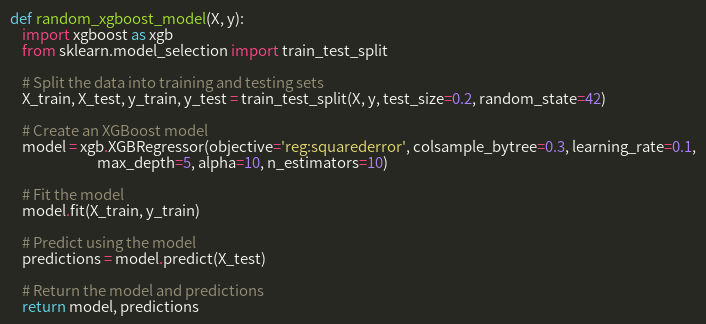 def random_xgboost_model(X, y):
    import xgboost as xgb
    from sklearn.model_selection import train_test_split

    # Split the data into training and testing sets
    X_train, X_test, y_train, y_test = train_test_split(X, y, test_size=0.2, random_state=42)

    # Create an XGBoost model
    model = xgb.XGBRegressor(objective='reg:squarederror', colsample_bytree=0.3, learning_rate=0.1,
                             max_depth=5, alpha=10, n_estimators=10)

    # Fit the model
    model.fit(X_train, y_train)

    # Predict using the model
    predictions = model.predict(X_test)

    # Return the model and predictions
    return model, predictions